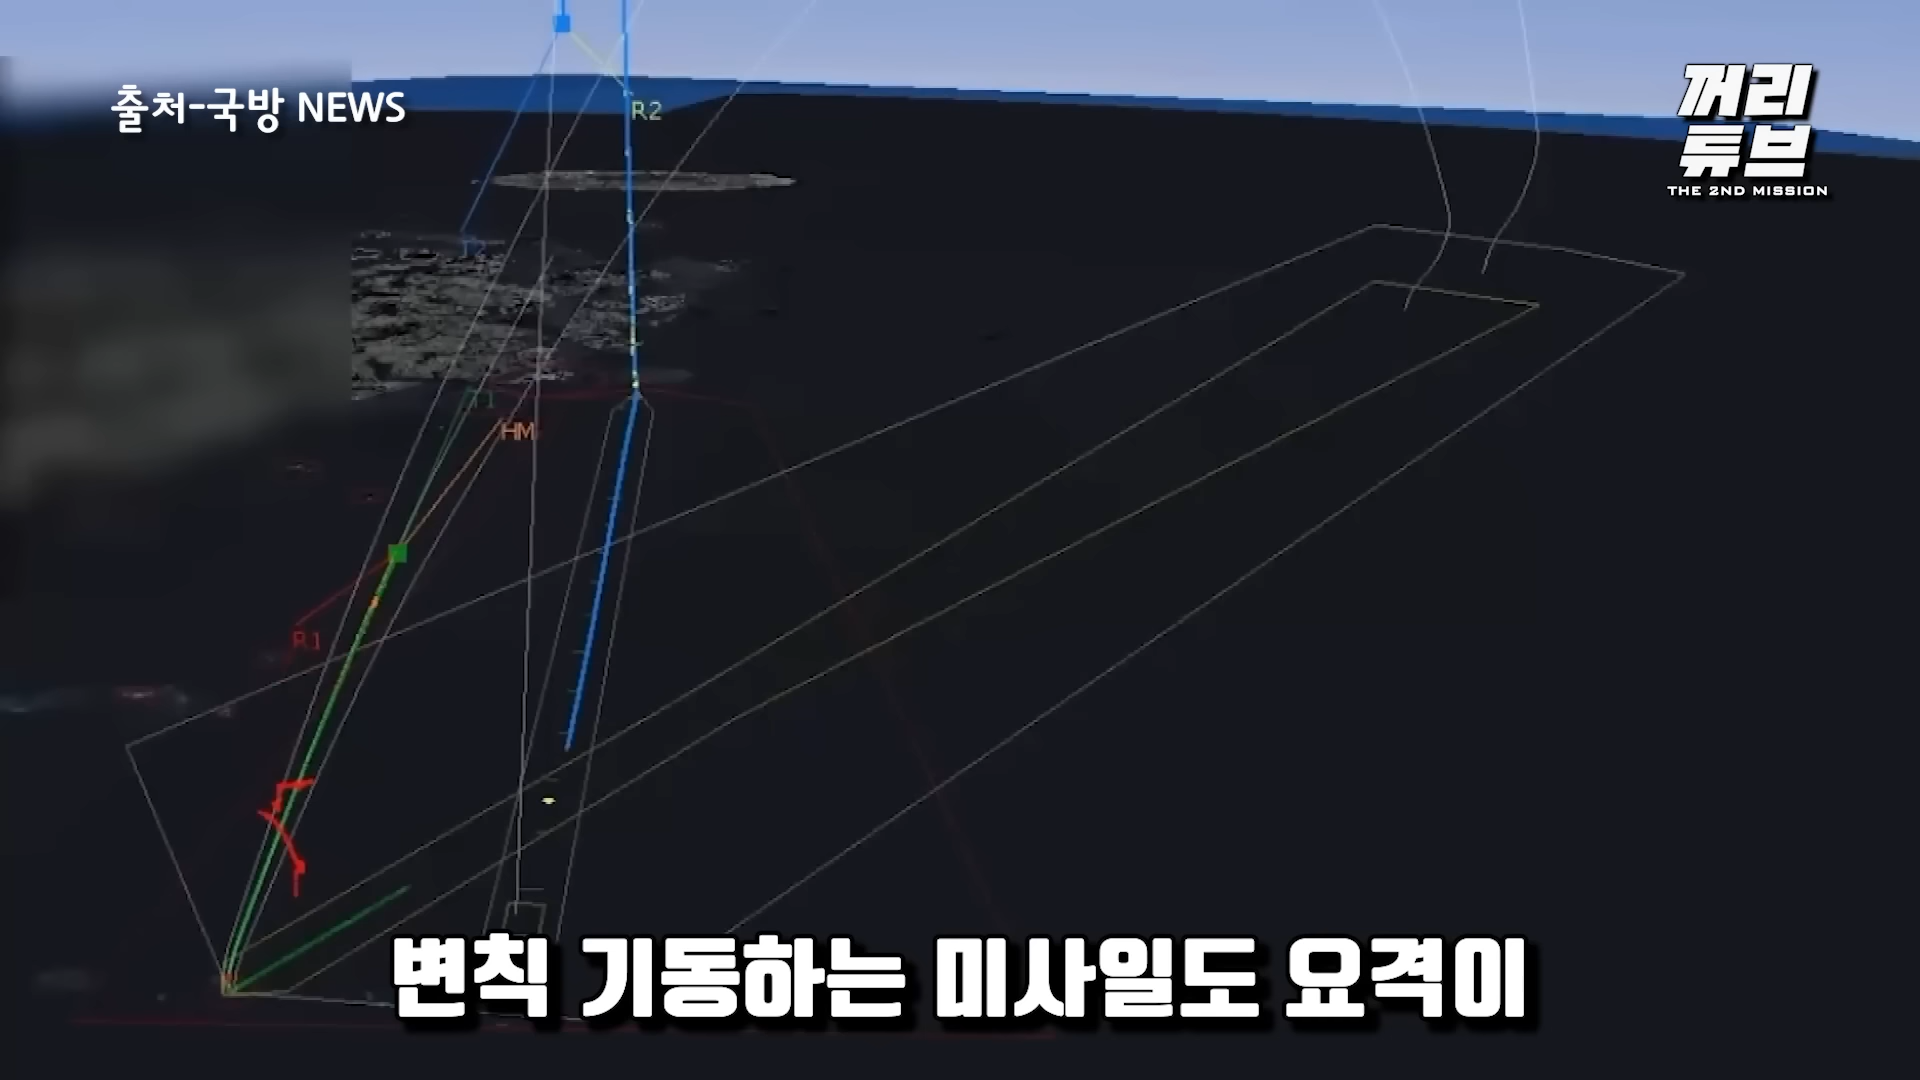 출처-국방 NEWS
꺼리
튜브
THE 2ND MISSION
R2
T2
T1
HM
R1
변칙 기동하는 미사일도 요격이